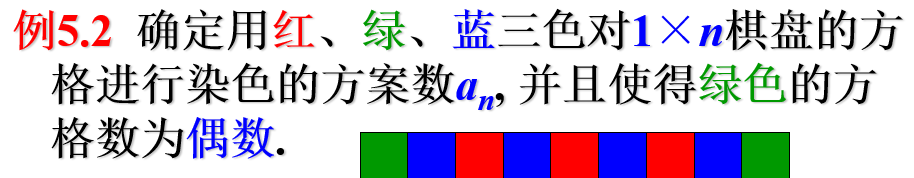 例5.2 确定用红、绿、蓝三色对1×n棋盘的方
格进行染色的方案数aₙ, 并且使得绿色的方
格数为偶数.